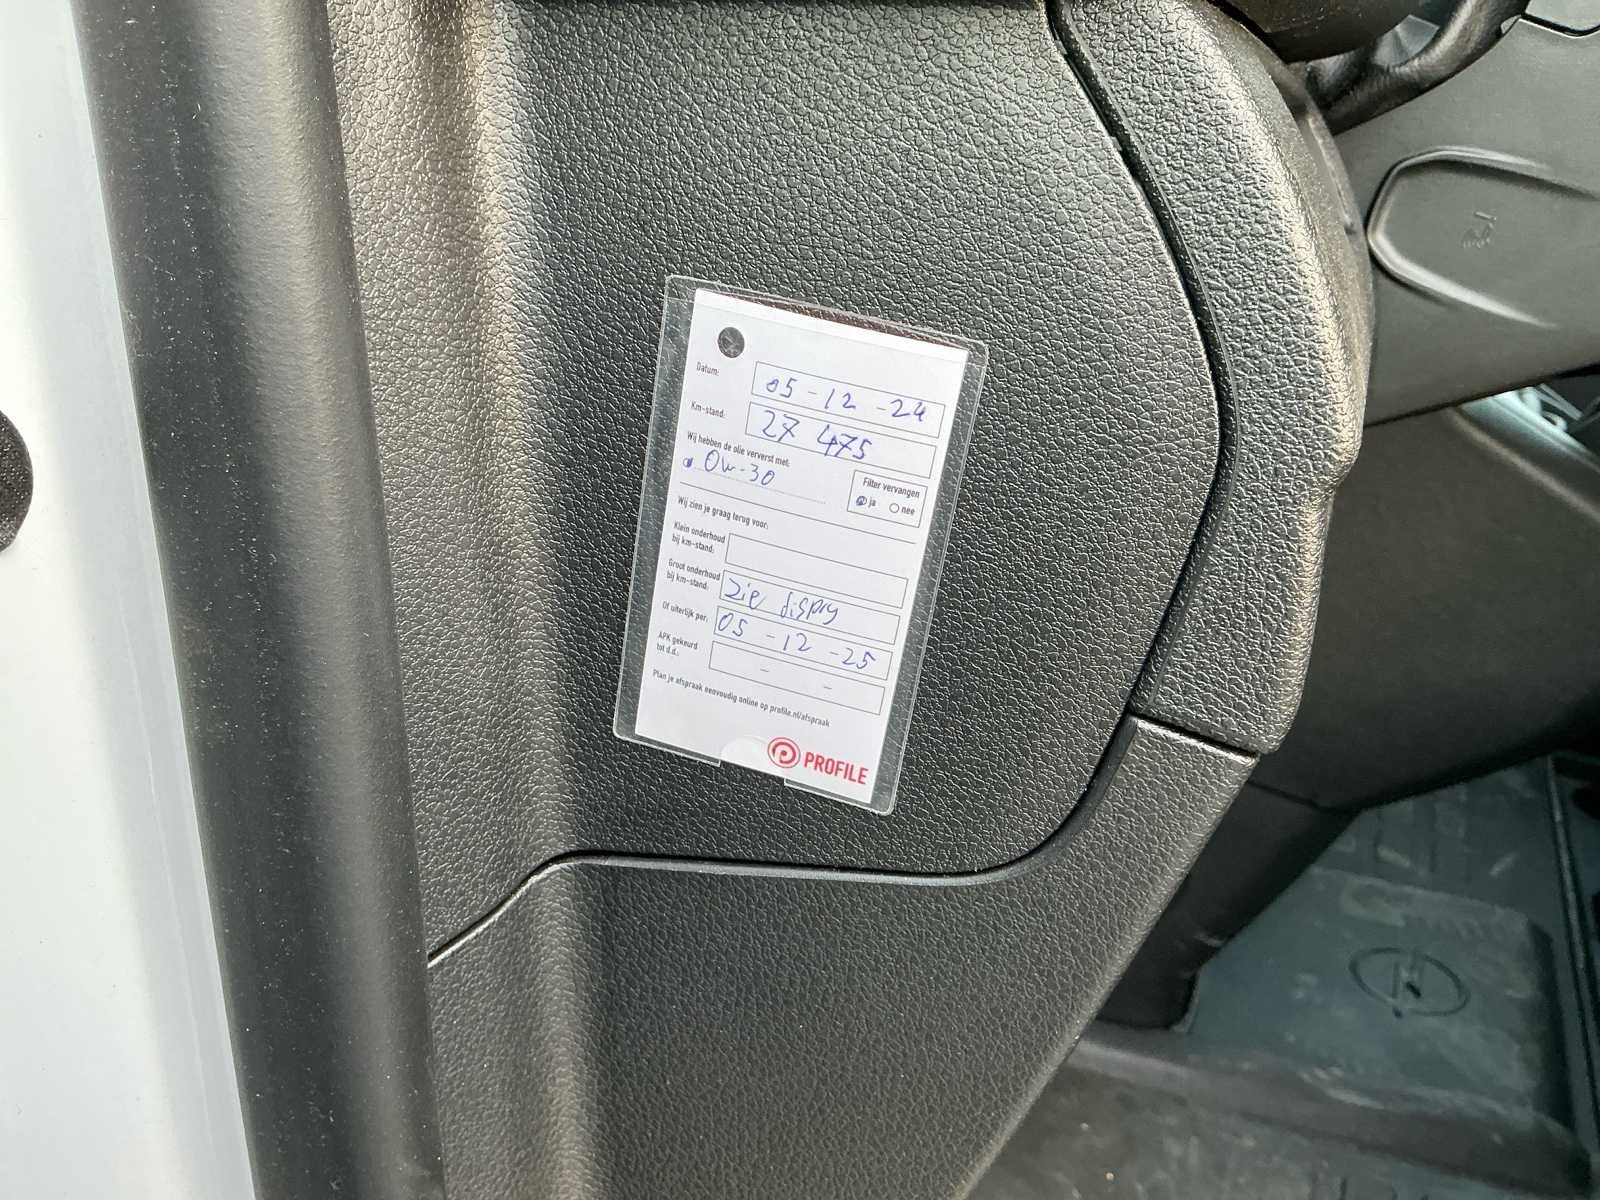 Datum: 05-12-24
Km-stand: 27 475
Wij hebben de olie ververst met:
0W-30
Filter vervangen
ja nee
Wij zien je graag terug voor:
Klein onderhoud
bij km-stand:
Groot onderhoud
bij km-stand: zie dispay
Of uiterlijk per: 05-12-25
APK gekeurd
tot d.d.: - -
Plan je afspraak eenvoudig online op profile.nl/afspraak
PROFILE